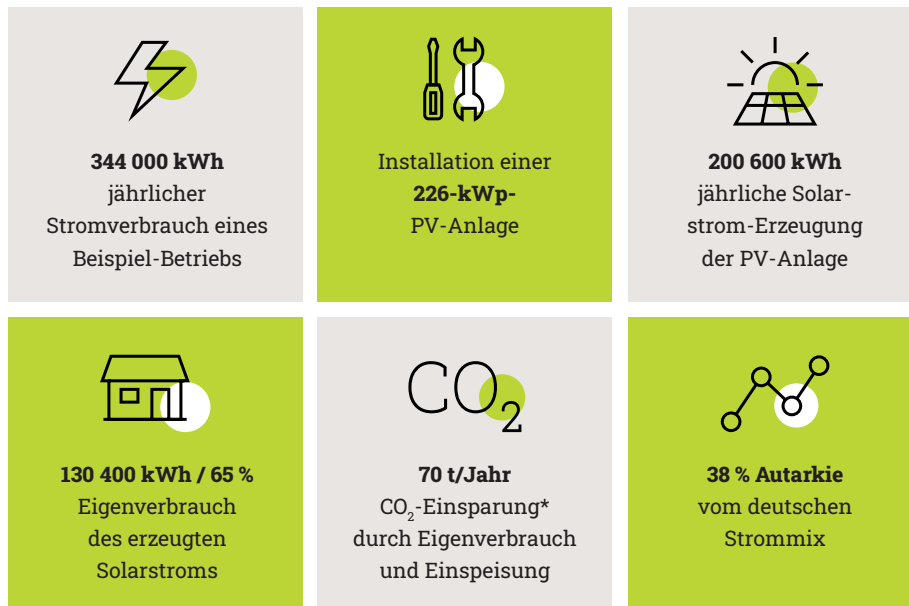 344 000 kWh
jährlicher
Stromverbrauch eines
Beispiel-Betriebs
Installation einer
226-kWp-
PV-Anlage
200 600 kWh
jährliche Solar-
strom-Erzeugung
der PV-Anlage
130 400 kWh / 65 %
Eigenverbrauch
des erzeugten
Solarstroms
CO₂
70 t/Jahr
CO₂-Einsparung*
durch Eigenverbrauch
und Einspeisung
38 % Autarkie
vom deutschen
Strommix